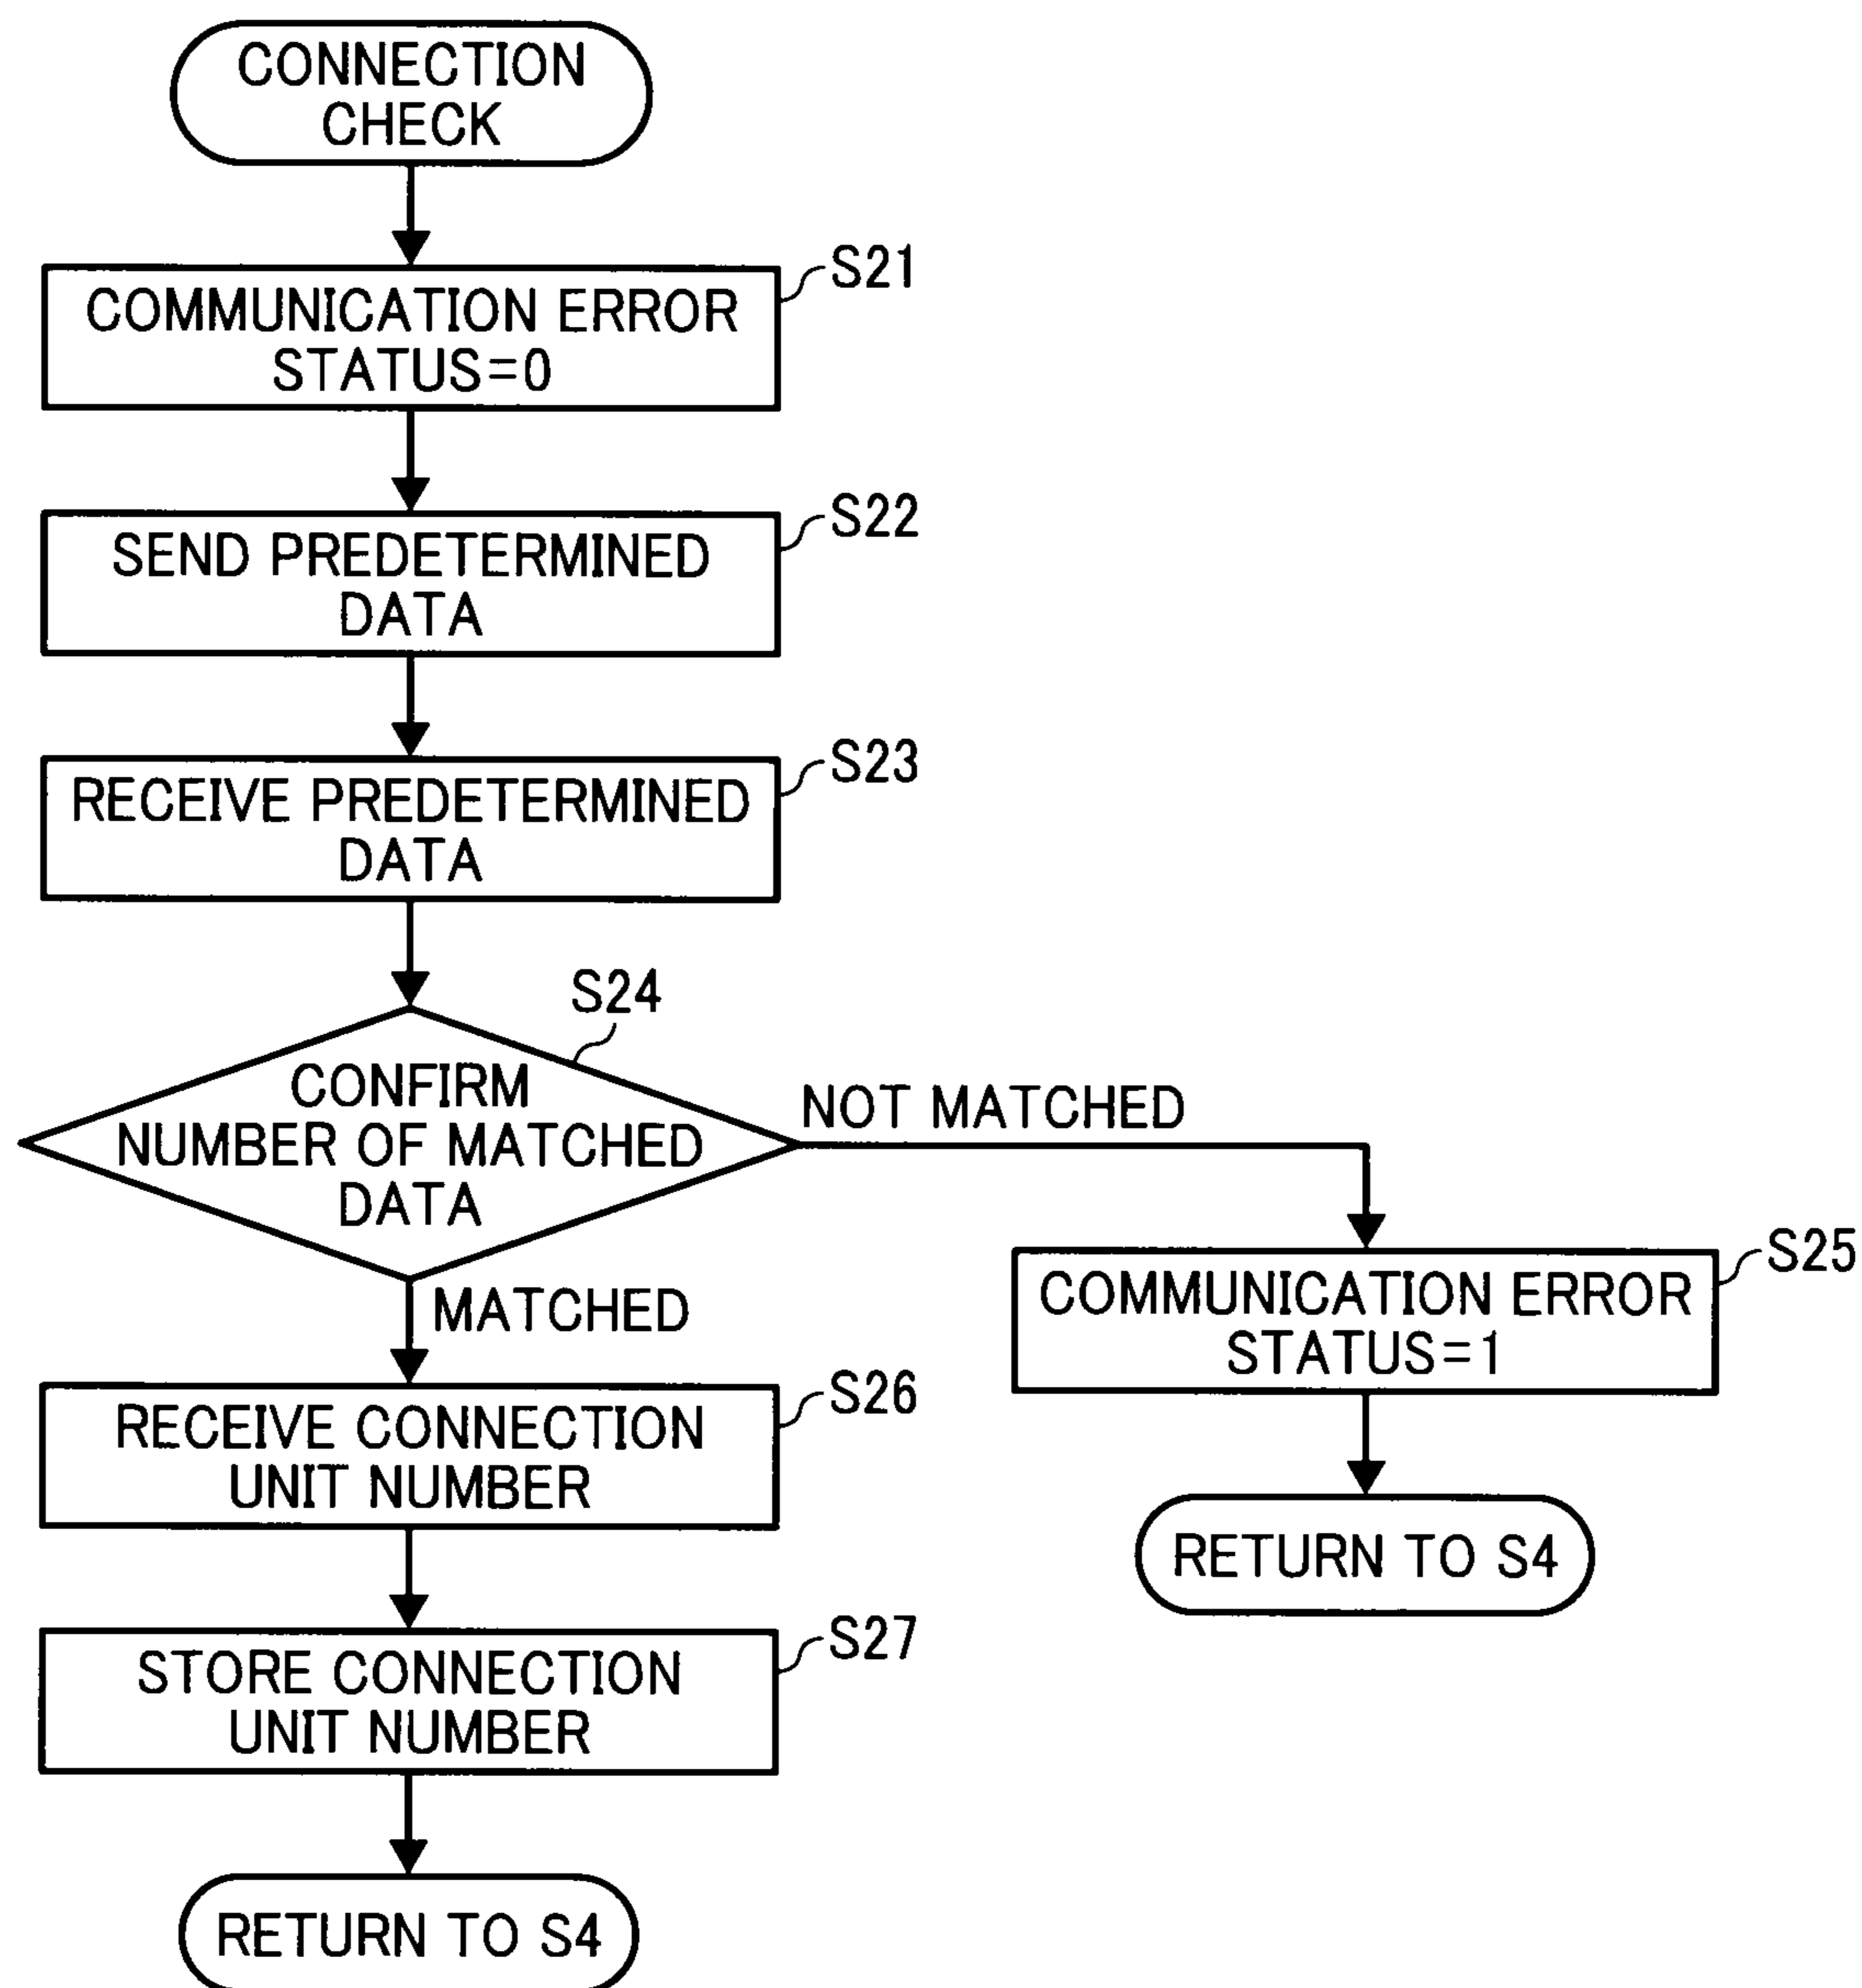 CONNECTION
CHECK
S21
COMMUNICATION ERROR
STATUS=0
S22
SEND PREDETERMINED
DATA
S23
RECEIVE PREDETERMINED
DATA
S24
CONFIRM
NUMBER OF MATCHED
DATA
NOT MATCHED
S25
COMMUNICATION ERROR
STATUS=1
RETURN TO S4
MATCHED
S26
RECEIVE CONNECTION
UNIT NUMBER
S27
STORE CONNECTION
UNIT NUMBER
RETURN TO S4